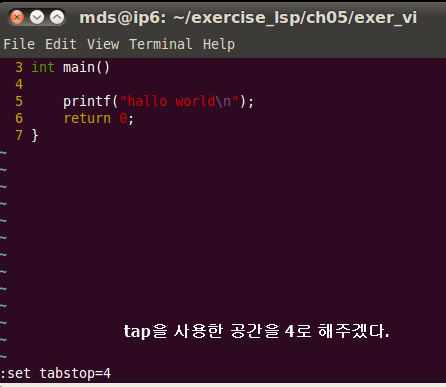 mds@ip6: ~/exercise_lsp/ch05/exer_vi
File Edit View Terminal Help
3 int main()
4
5     printf("hallo world\n");
6     return 0;
7 }
~
~
~
~
~
~
~
~
~
~
~
tap을 사용한 공간을 4로 해주겠다.
~
~
:set tabstop=4